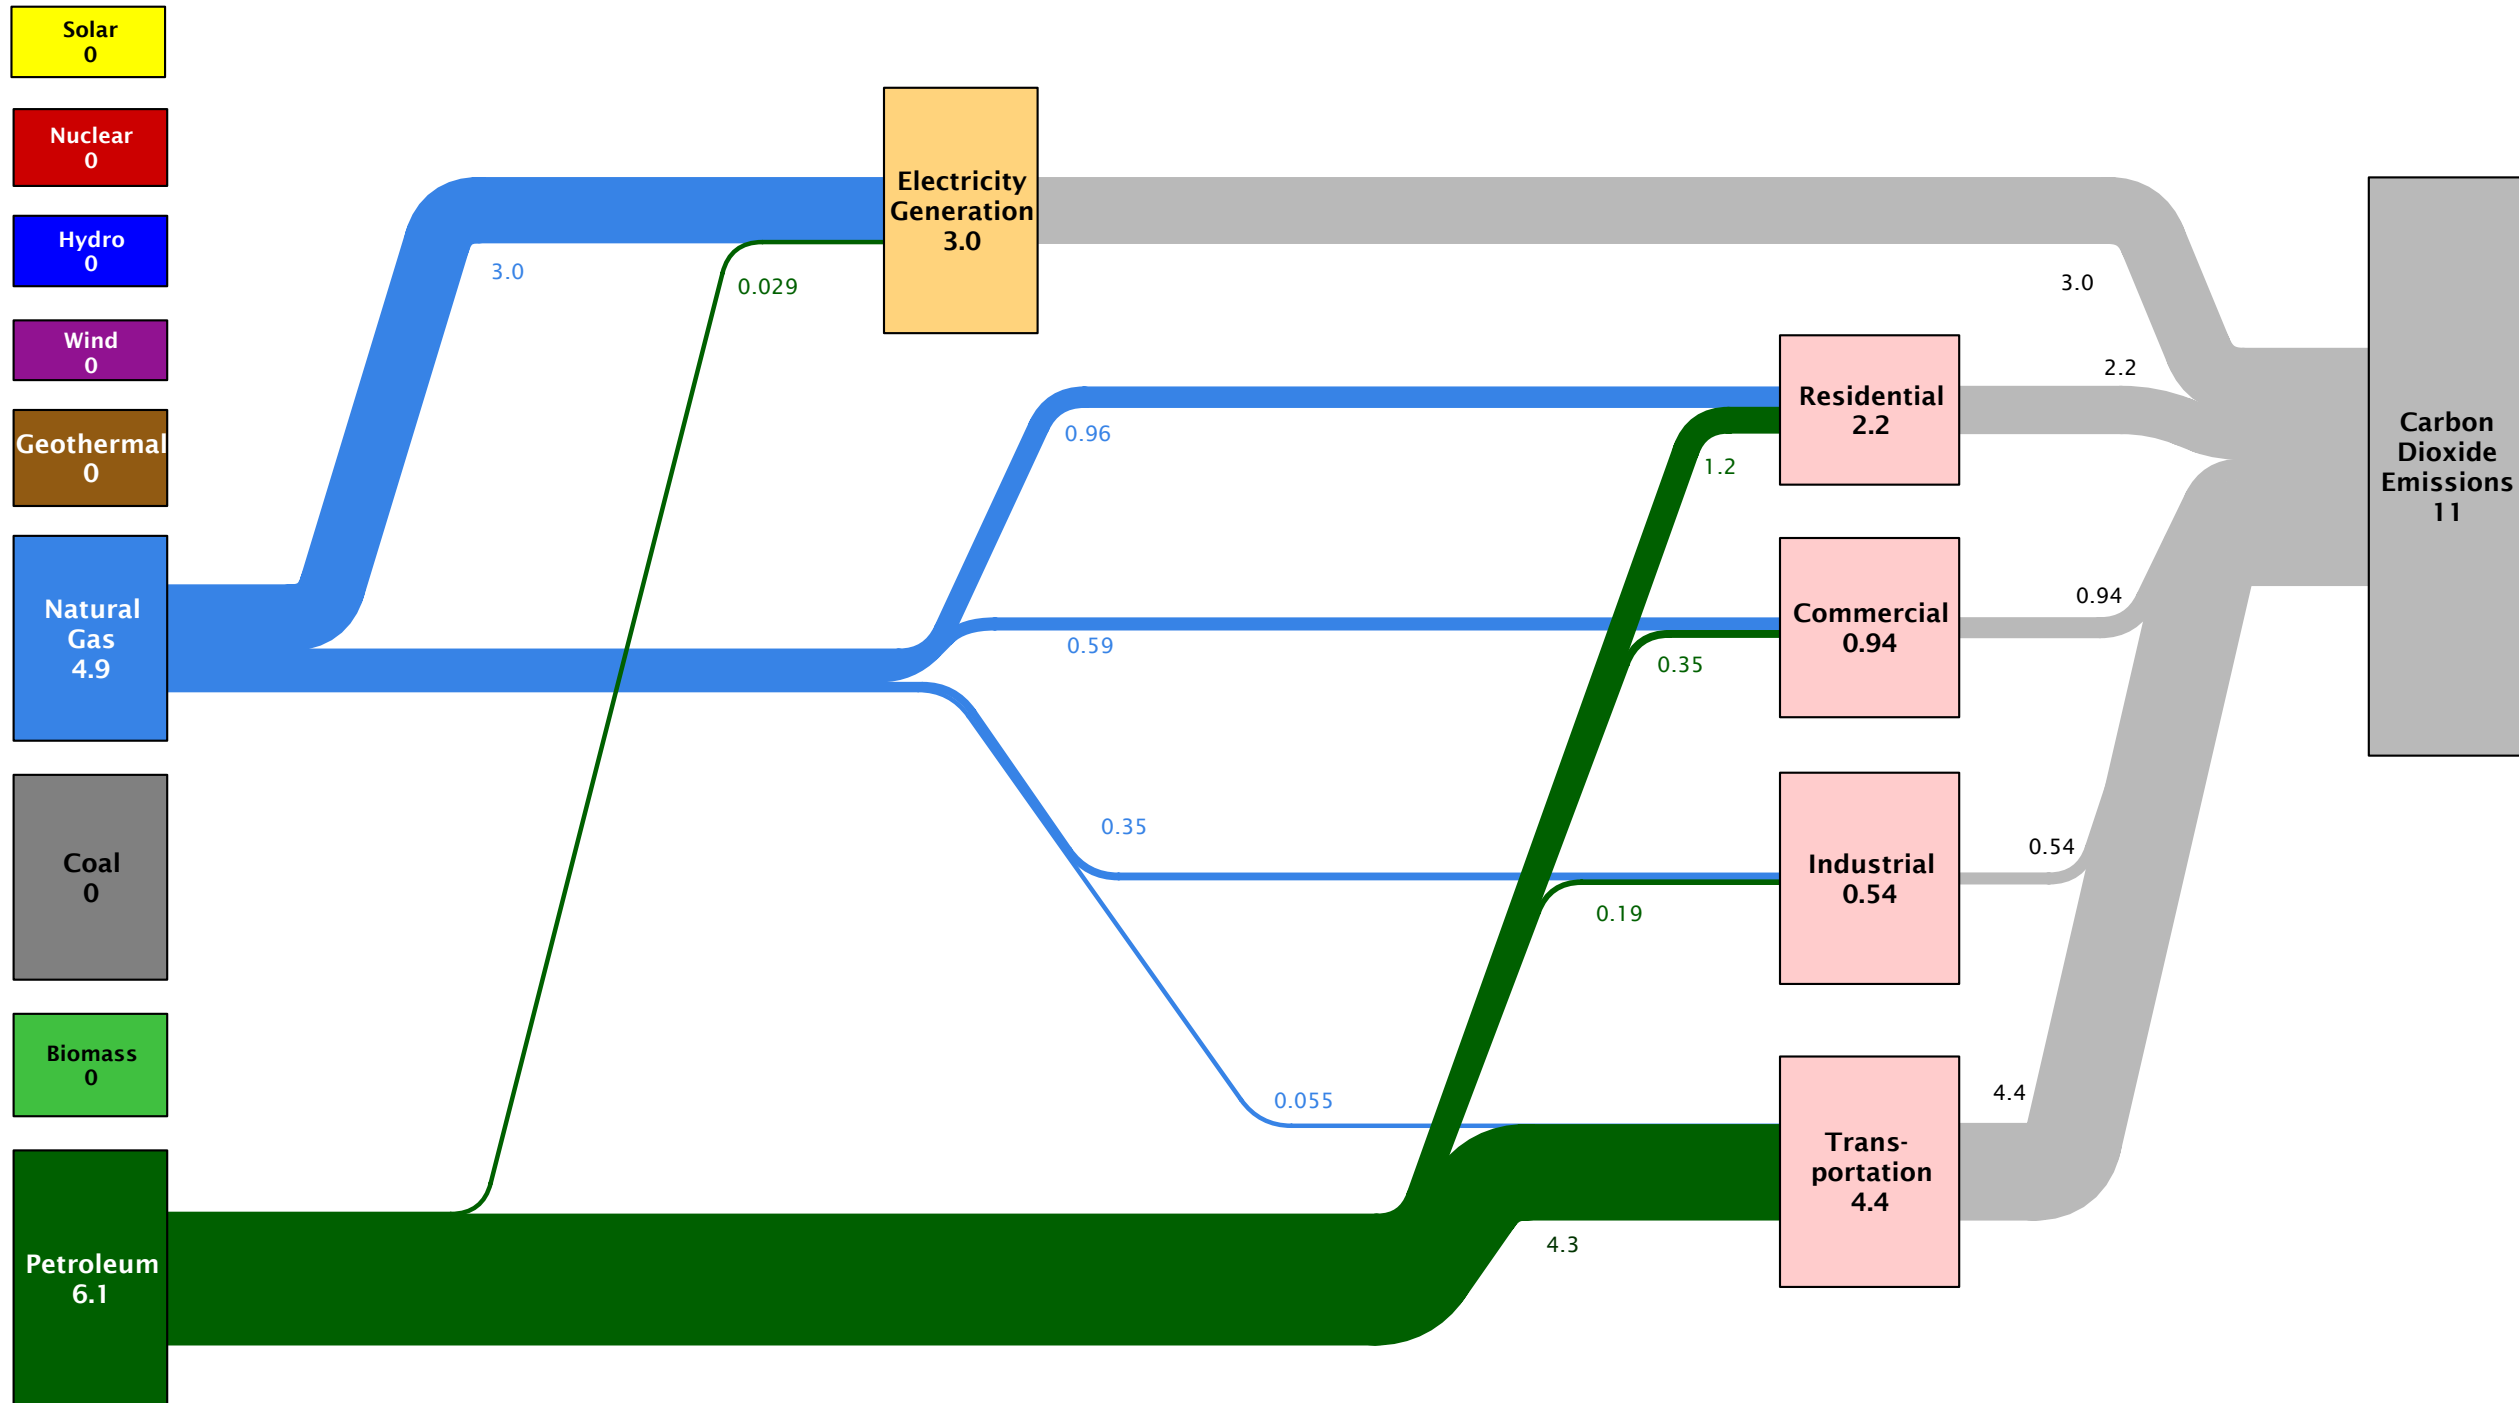 Solar
0
Nuclear
0
Hydro
0
Wind
0
Geothermal
0
Natural
Gas
4.9
Coal
0
Biomass
0
Petroleum
6.1
3.0
0.029
Electricity
Generation
3.0
0.96
0.59
0.35
0.055
1.2
0.35
0.19
4.3
Residential
2.2
Commercial
0.94
Industrial
0.54
Trans-
portation
4.4
3.0
2.2
0.94
0.54
4.4
Carbon
Dioxide
Emissions
11